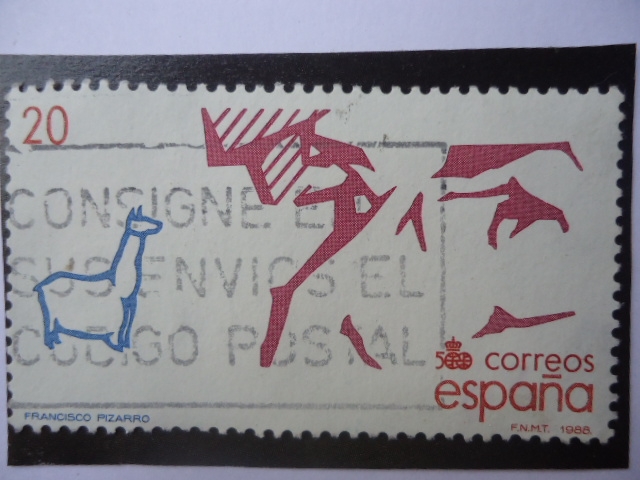 20
CONSIGNE E
SUS ENVIOS EL
CODIGO POSTAL
500 correos
españa
FRANCISCO PIZARRO
F.N.M.T. 1988